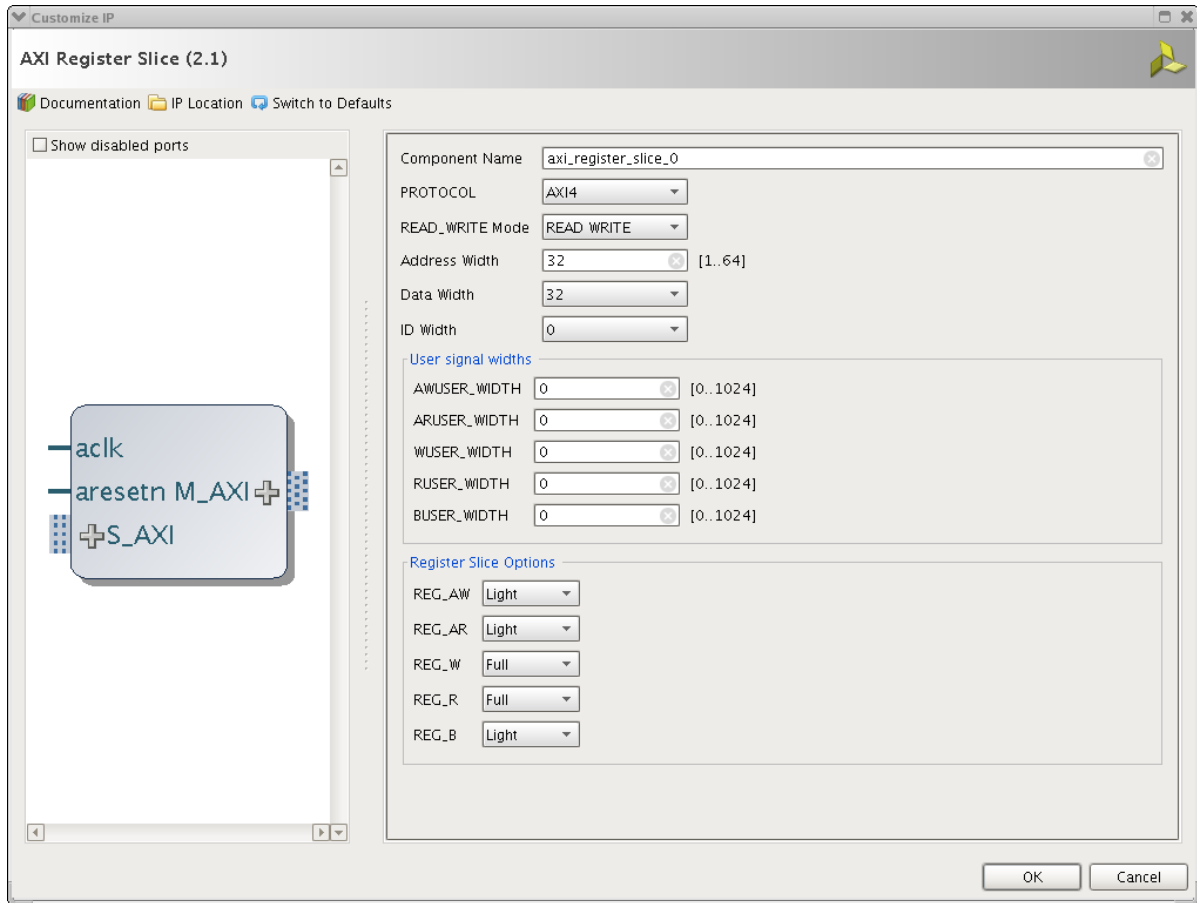 Customize IP
AXI Register Slice (2.1)
Documentation IP Location Switch to Defaults
Show disabled ports
aclk
aresetn M_AXI
S_AXI
Component Name axi_register_slice_0
PROTOCOL AXI4
READ_WRITE Mode READ WRITE
Address Width 32 [1..64]
Data Width 32
ID Width 0
User signal widths
AWUSER_WIDTH 0 [0..1024]
ARUSER_WIDTH 0 [0..1024]
WUSER_WIDTH 0 [0..1024]
RUSER_WIDTH 0 [0..1024]
BUSER_WIDTH 0 [0..1024]
Register Slice Options
REG_AW Light
REG_AR Light
REG_W Full
REG_R Full
REG_B Light
OK Cancel